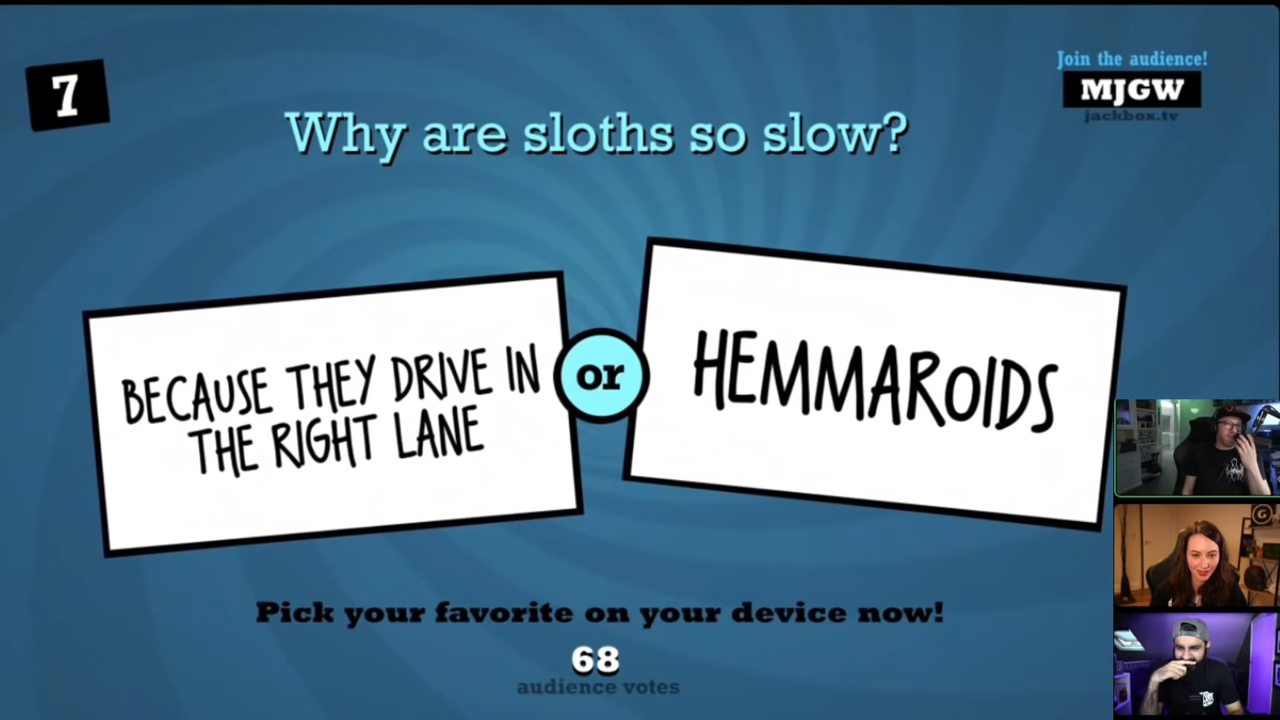 7
Join the audience!
MJGW
jackbox.tv
Why are sloths so slow?
BECAUSE THEY DRIVE IN
THE RIGHT LANE
or
HEMMAROIDS
Pick your favorite on your device now!
68
audience votes
G